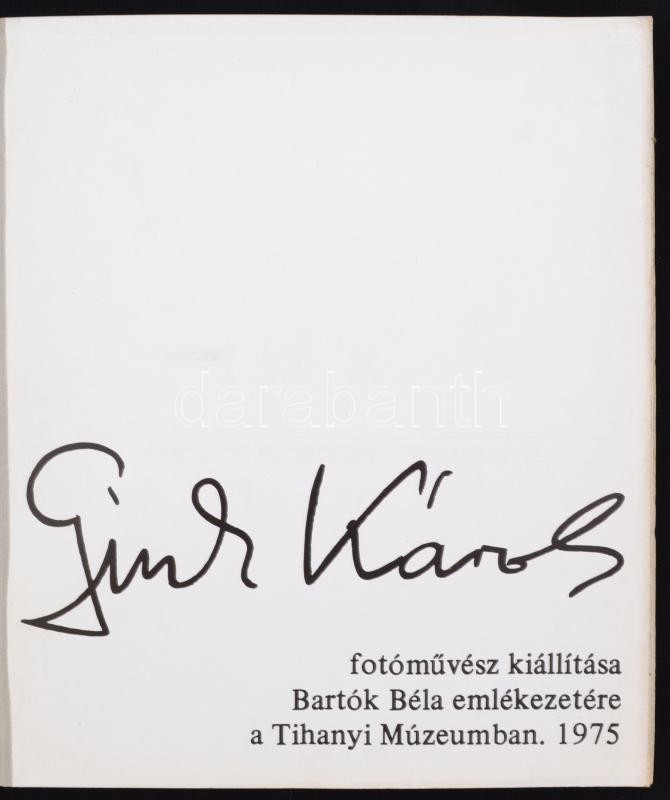 darabanth
Gink Károly
fotóművész kiállítása
Bartók Béla emlékezetére
a Tihanyi Múzeumban. 1975